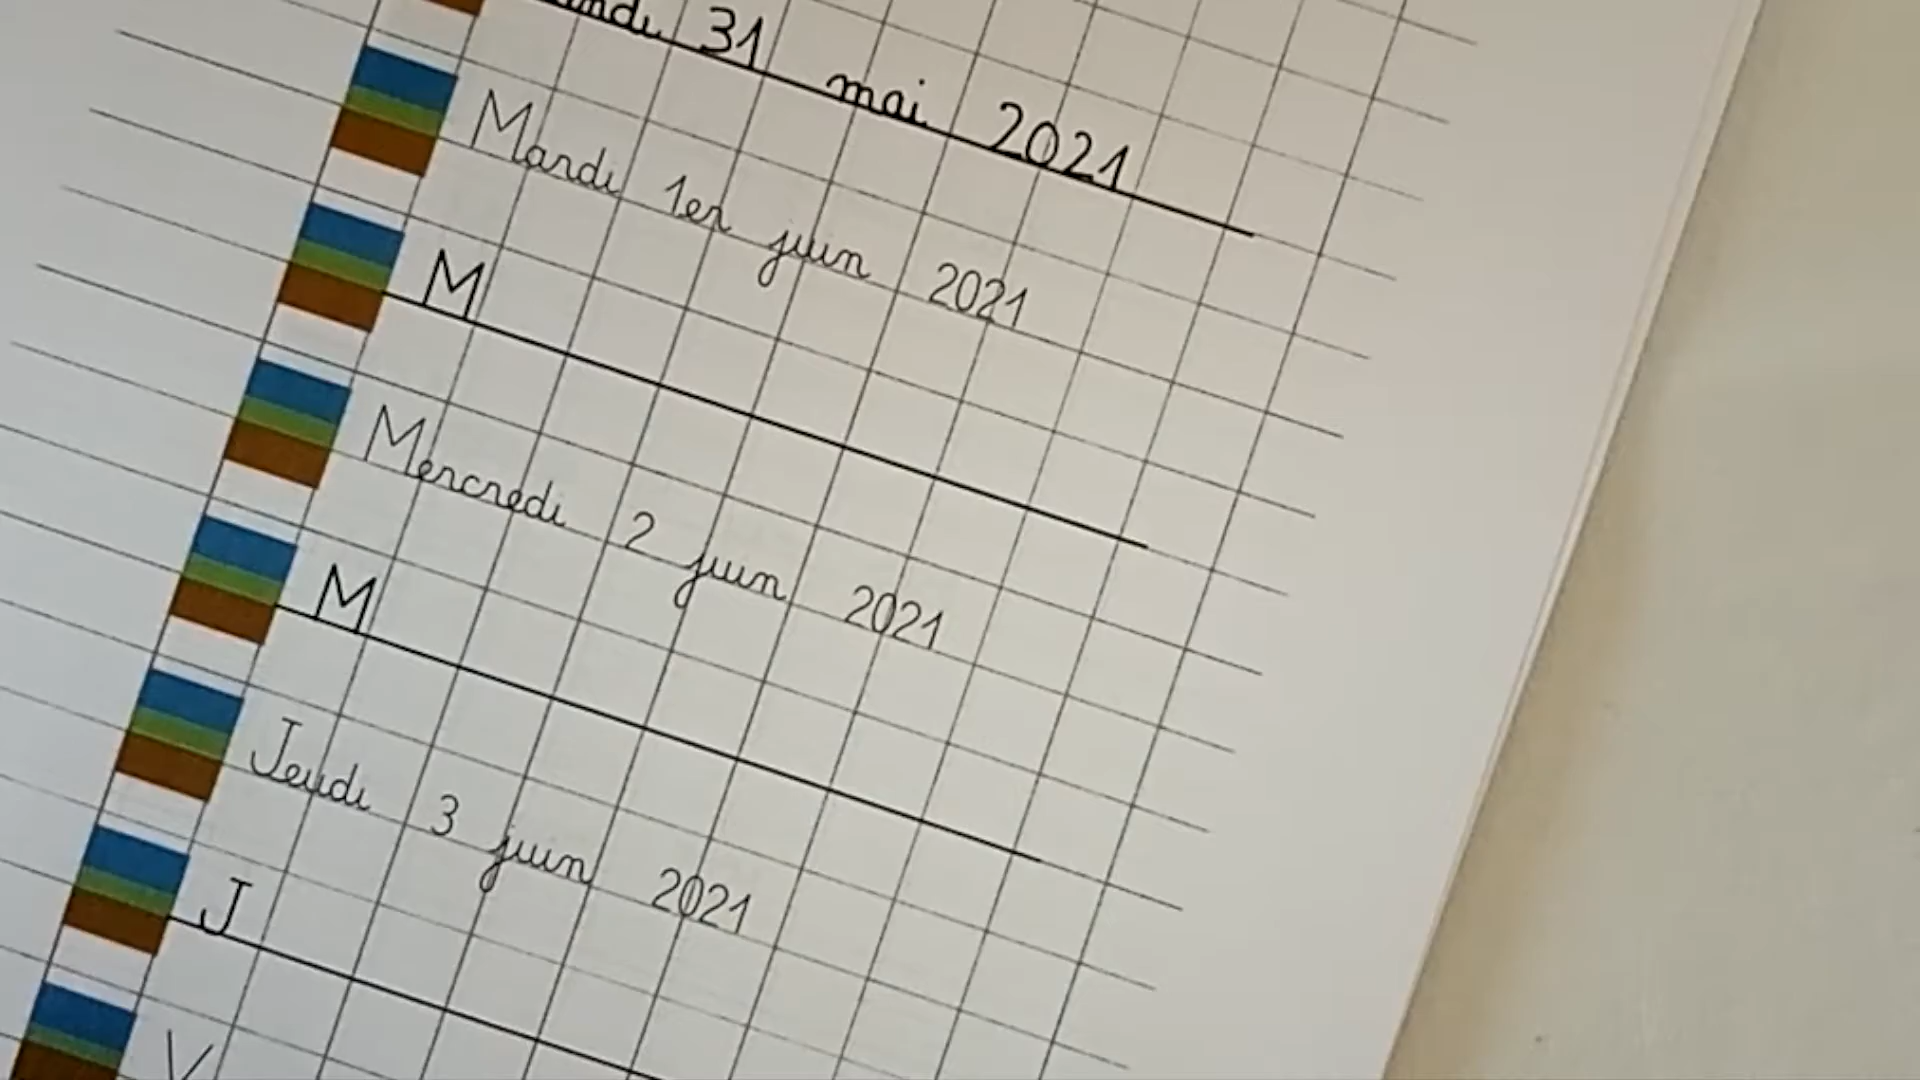 31 mai 2021
Mardi 1er juin 2021
M
Mercredi 2 juin 2021
M
Jeudi 3 juin 2021
J
V